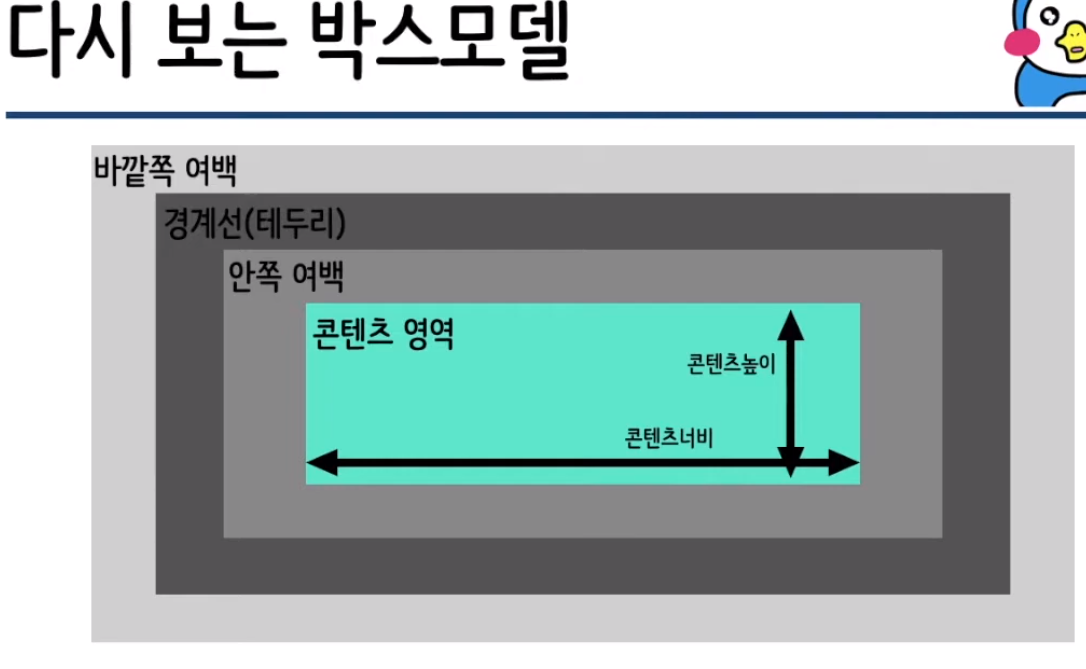 다시 보는 박스모델
바깥쪽 여백
경계선(테두리)
안쪽 여백
콘텐츠 영역
콘텐츠높이
콘텐츠너비